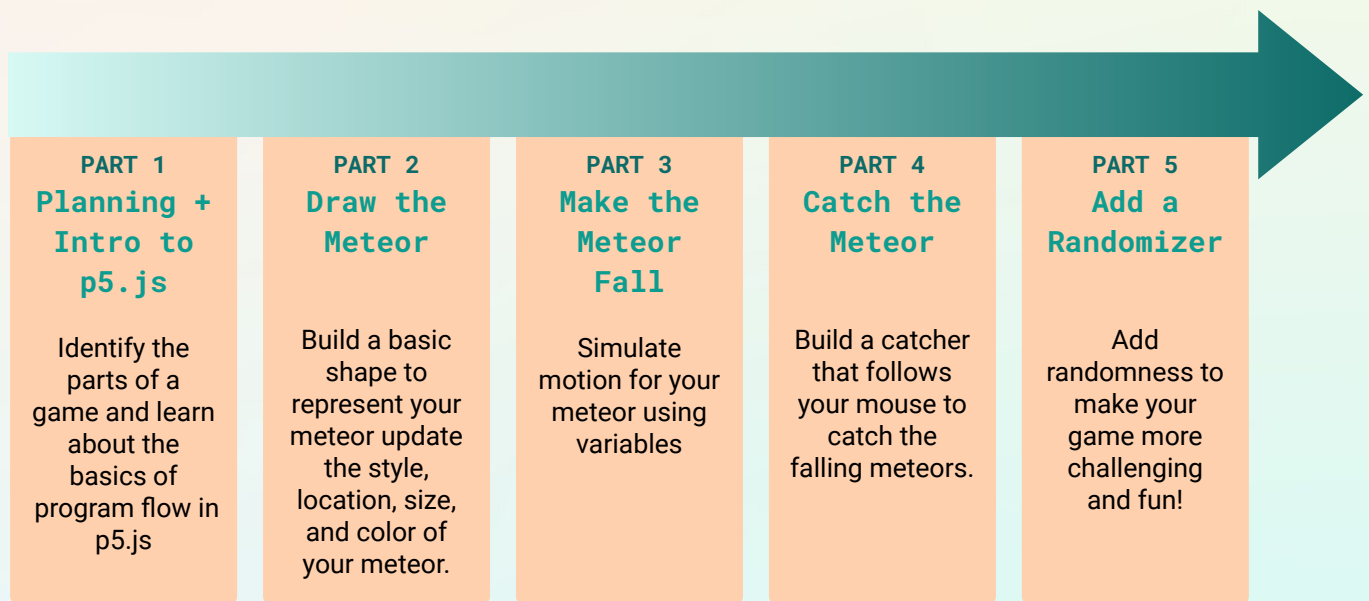 PART 1
Planning +
Intro to
p5.js
Identify the
parts of a
game and learn
about the
basics of
program flow in
p5.js
PART 2
Draw the
Meteor
Build a basic
shape to
represent your
meteor update
the style,
location, size,
and color of
your meteor.
PART 3
Make the
Meteor
Fall
Simulate
motion for your
meteor using
variables
PART 4
Catch the
Meteor
Build a catcher
that follows
your mouse to
catch the
falling meteors.
PART 5
Add a
Randomizer
Add
randomness to
make your
game more
challenging
and fun!